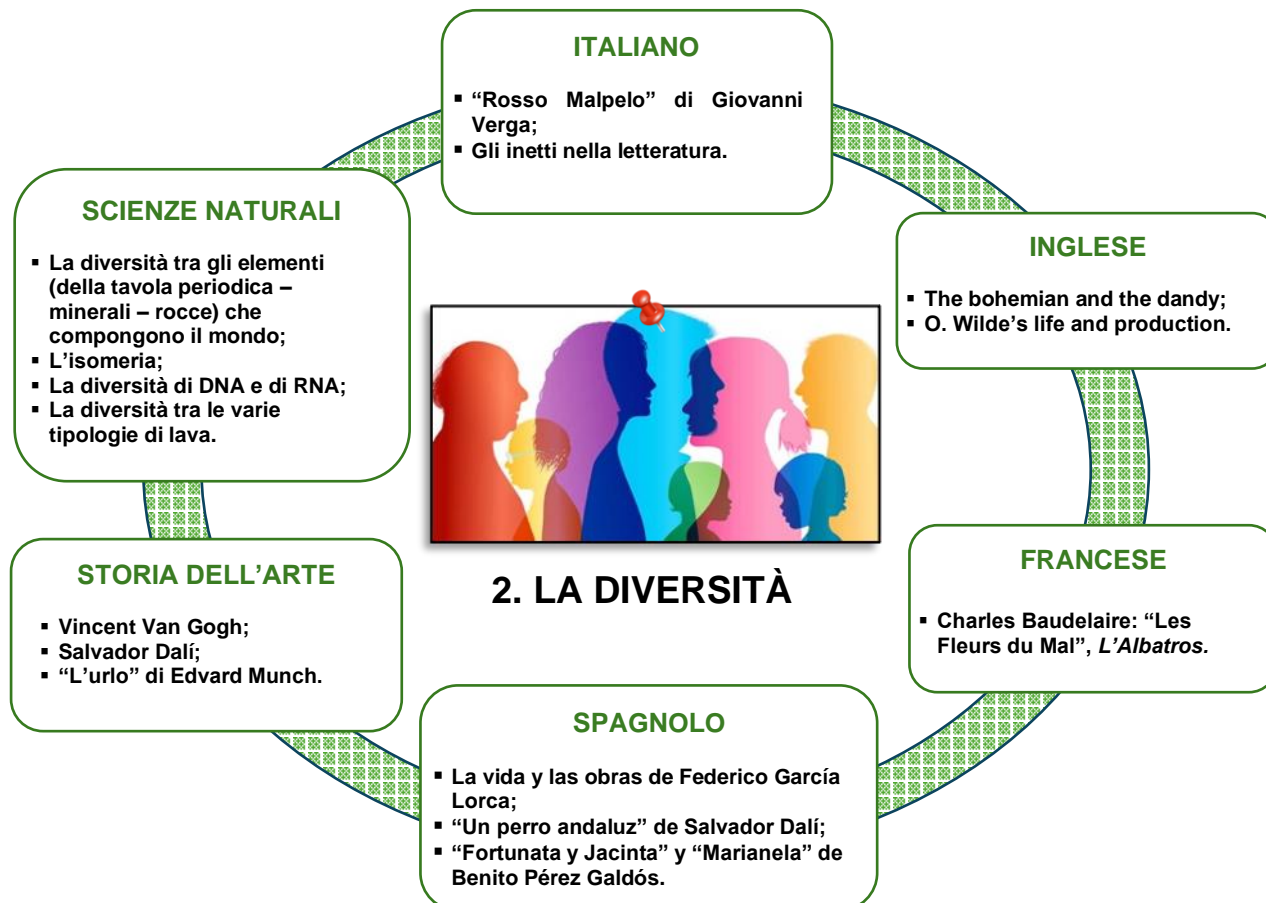 ITALIANO
▪ “Rosso Malpelo” di Giovanni
Verga;
▪ Gli inetti nella letteratura.
SCIENZE NATURALI
▪ La diversità tra gli elementi
(della tavola periodica –
minerali – rocce) che
compongono il mondo;
▪ L’isomeria;
▪ La diversità di DNA e di RNA;
▪ La diversità tra le varie
tipologie di lava.
INGLESE
▪ The bohemian and the dandy;
▪ O. Wilde’s life and production.
2. LA DIVERSITÀ
STORIA DELL’ARTE
▪ Vincent Van Gogh;
▪ Salvador Dalí;
▪ “L’urlo” di Edvard Munch.
FRANCESE
▪ Charles Baudelaire: “Les
Fleurs du Mal”, L’Albatros.
SPAGNOLO
▪ La vida y las obras de Federico García
Lorca;
▪ “Un perro andaluz” de Salvador Dalí;
▪ “Fortunata y Jacinta” y “Marianela” de
Benito Pérez Galdós.